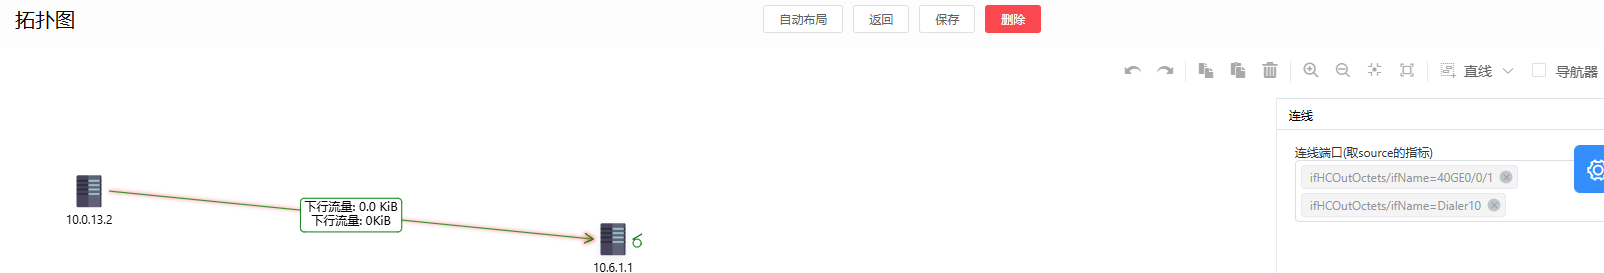 拓扑图
自动布局
返回
保存
删除
直线
导航器
连线
连线端口(取source的指标)
ifHCOutOctets/ifName=40GE0/0/1
ifHCOutOctets/ifName=Dialer10
下行流量: 0.0 KiB
下行流量: 0KiB
10.0.13.2
10.6.1.1